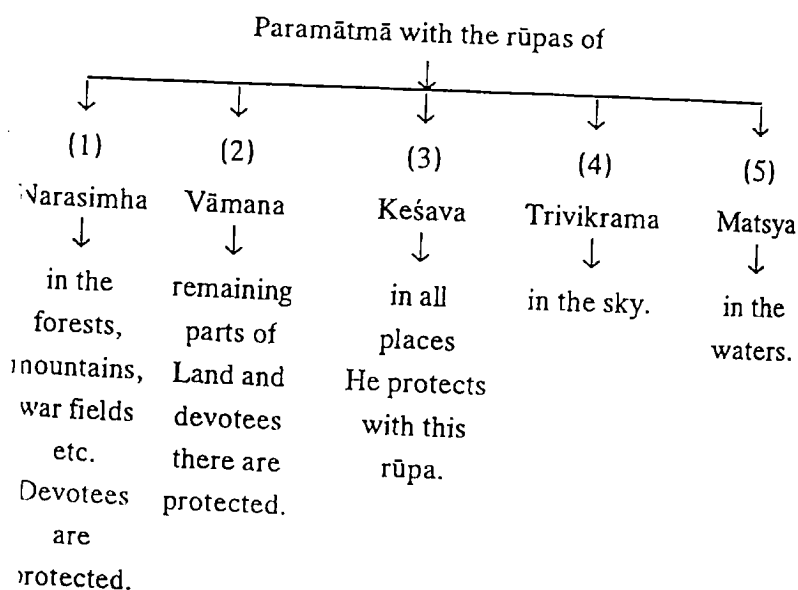 Paramātmā with the rūpas of
(1) (2) (3) (4) (5)
Narasimha Vāmana Keśava Trivikrama Matsya
in the
forests,
mountains,
war fields
etc.
Devotees
are
protected.
remaining
parts of
Land and
devotees
there are
protected.
in all
places
He protects
with this
rūpa.
in the sky.
in the
waters.